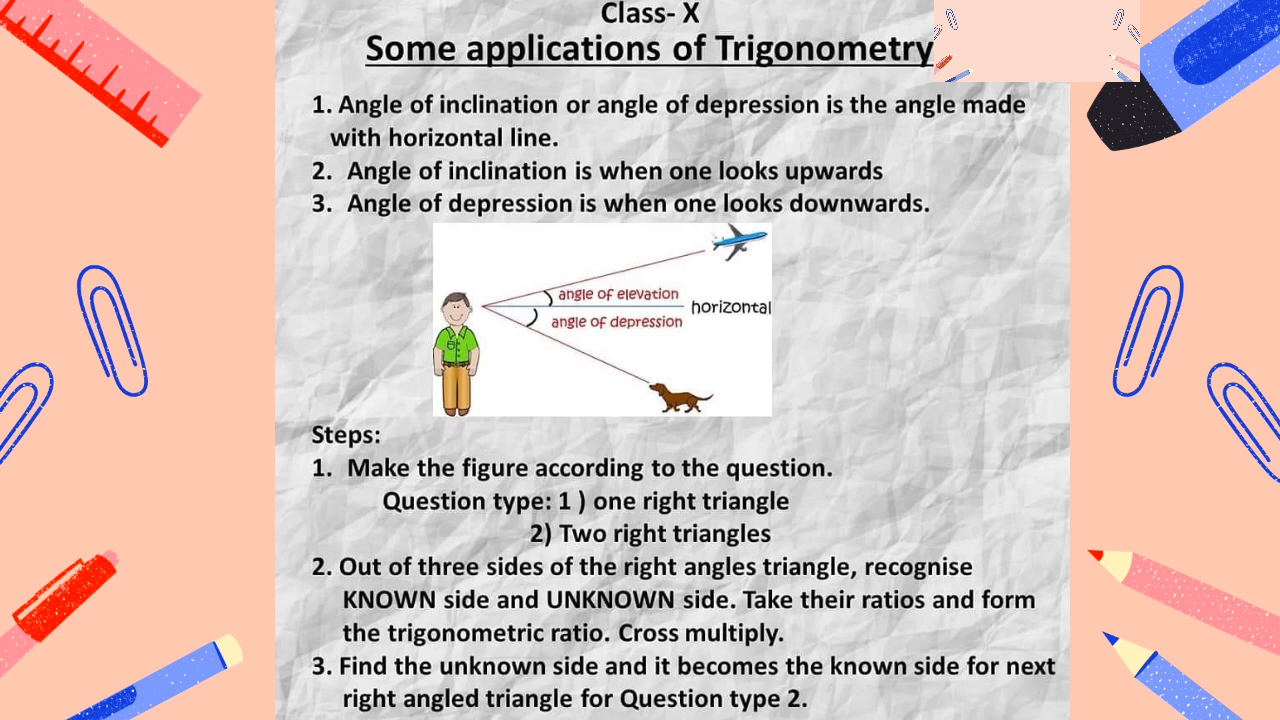 Class- X
Some applications of Trigonometry
1. Angle of inclination or angle of depression is the angle made
with horizontal line.
2. Angle of inclination is when one looks upwards
3. Angle of depression is when one looks downwards.
angle of elevation
horizontal
angle of depression
Steps:
1. Make the figure according to the question.
Question type: 1 ) one right triangle
2) Two right triangles
2. Out of three sides of the right angles triangle, recognise
KNOWN side and UNKNOWN side. Take their ratios and form
the trigonometric ratio. Cross multiply.
3. Find the unknown side and it becomes the known side for next
right angled triangle for Question type 2.